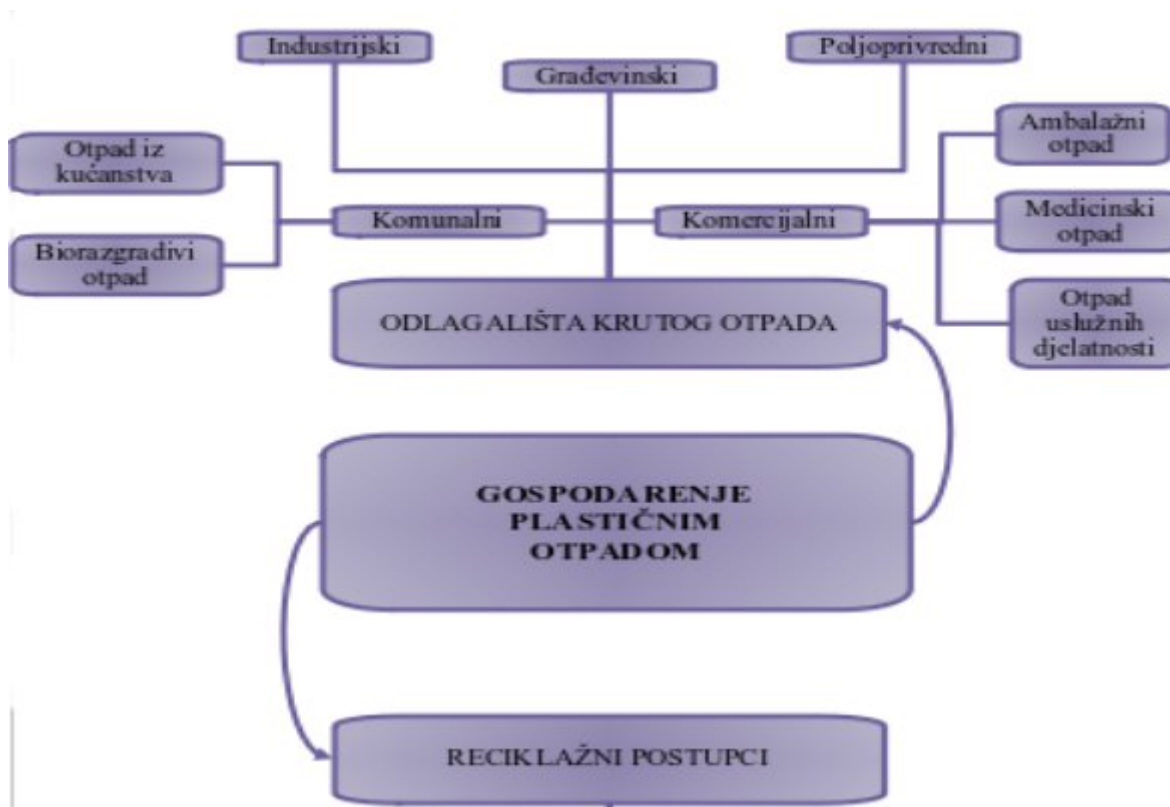 Industrijski
Poljoprivredni
Građevinski
Ambalažni
otpad
Otpad iz
kućanstva
Komunalni
Komercijalni
Medicinski
otpad
Biorazgradivi
otpad
Otpad
uslužnih
djelatnosti
ODLAGALIŠTA KRUTOG OTPADA
GOSPODARENJE
PLASTIČNIM
OTPADOM
RECIKLAŽNI POSTUPCI